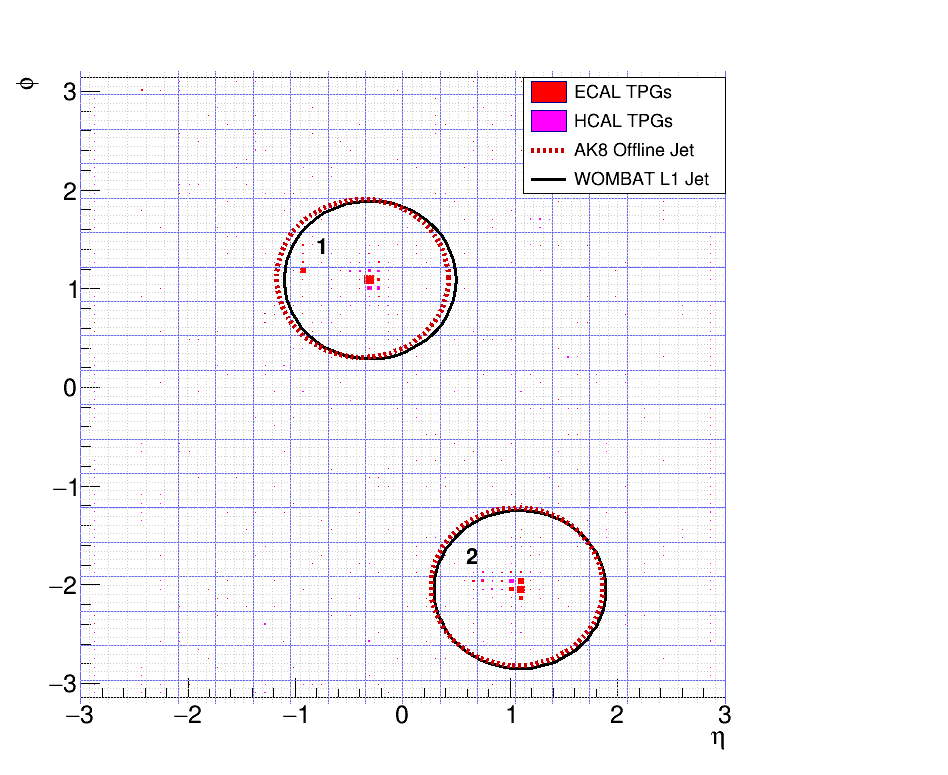 ϕ
3
2
1
0
−1
−2
−3
ECAL TPGs
HCAL TPGs
AK8 Offline Jet
WOMBAT L1 Jet
1
2
−3 −2 −1 0 1 2 3
η